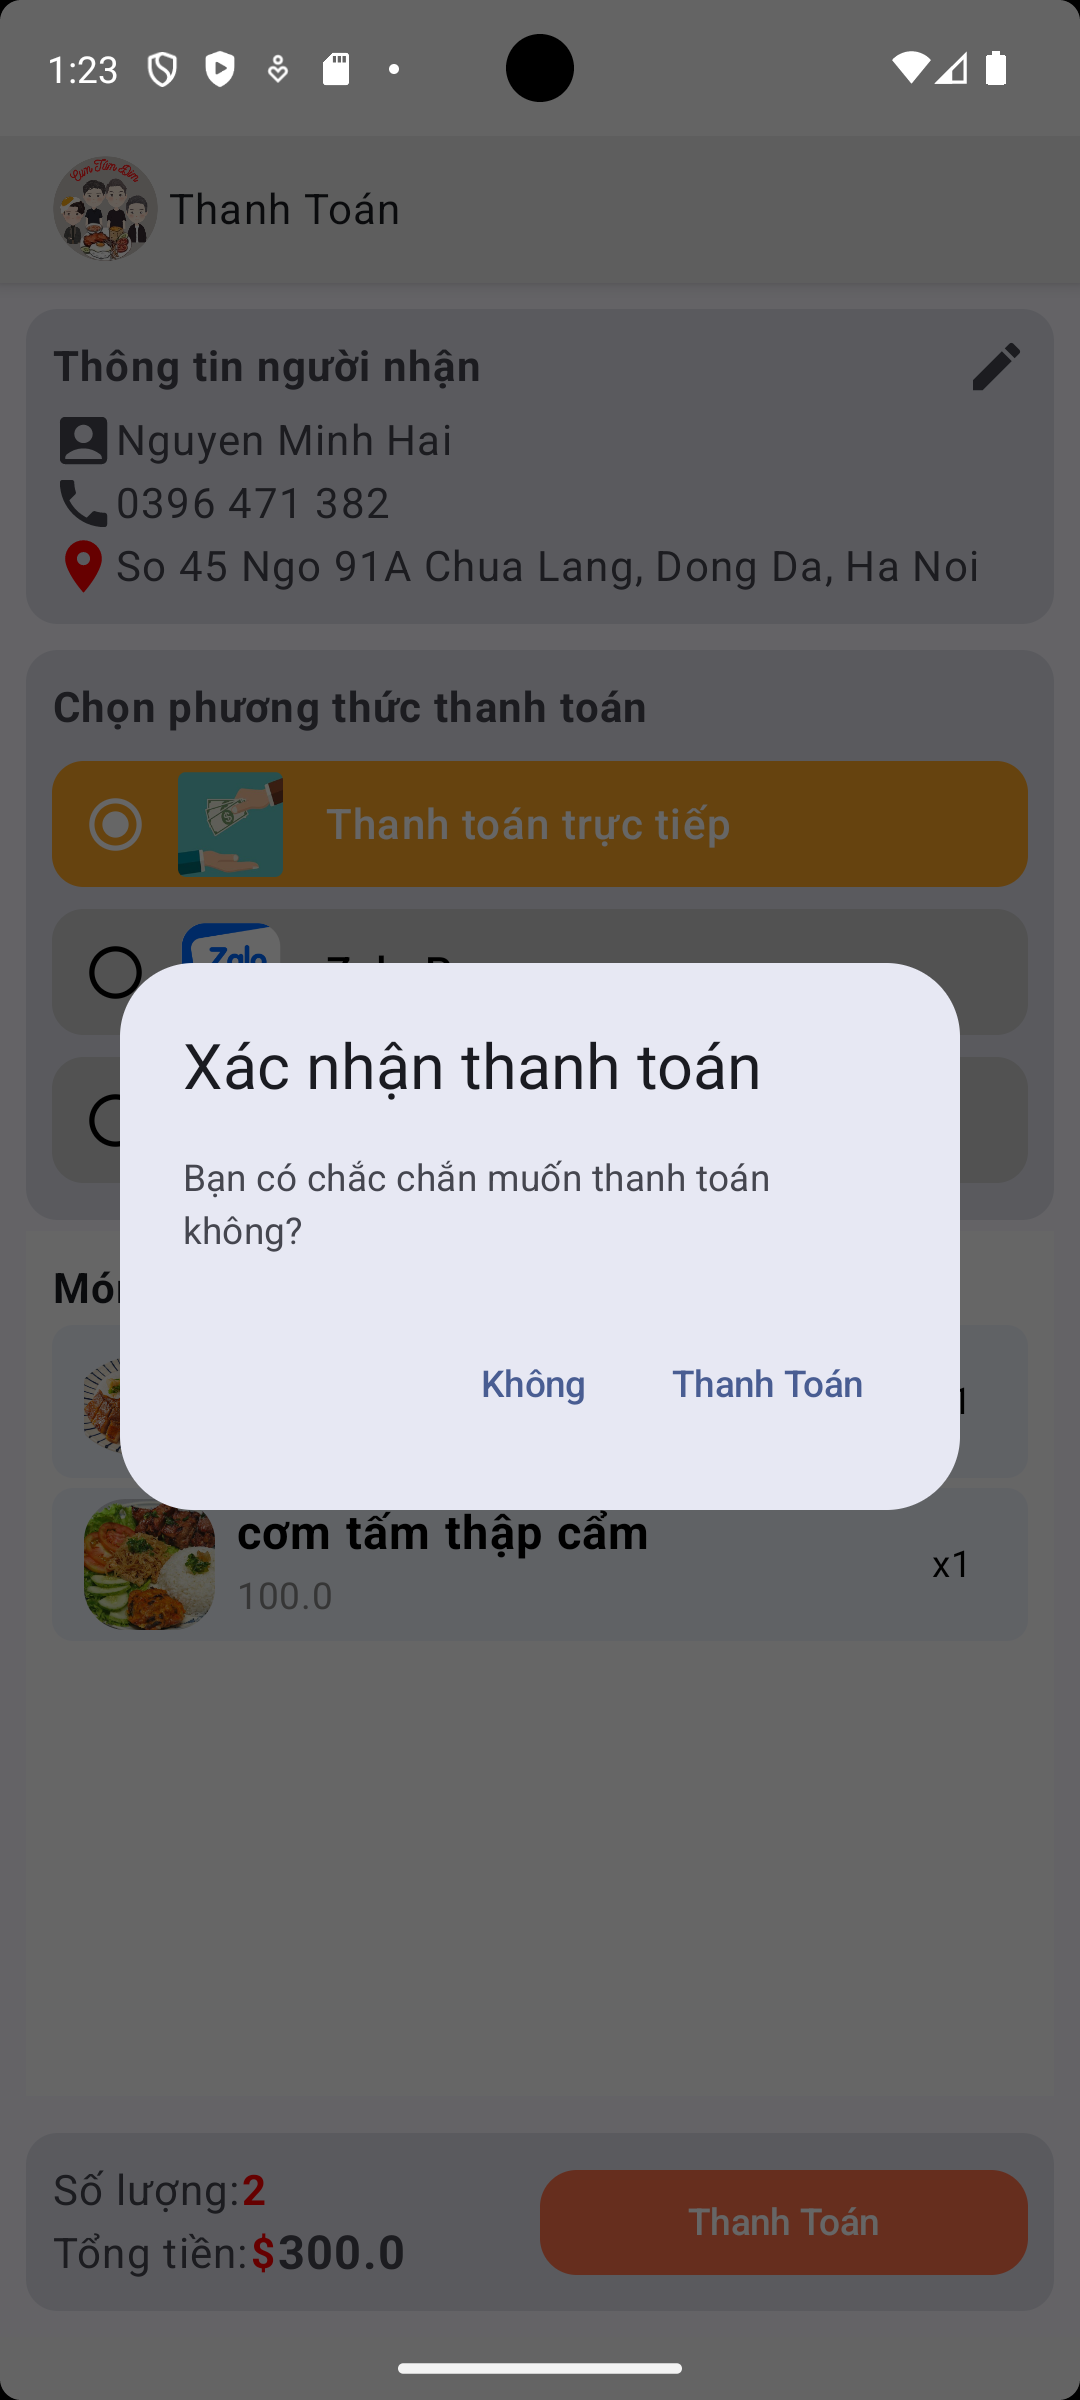 1:23
Cơm Tấm Đêm
Thanh Toán
Thông tin người nhận
Nguyen Minh Hai
0396 471 382
So 45 Ngo 91A Chua Lang, Dong Da, Ha Noi
Chọn phương thức thanh toán
Thanh toán trực tiếp
Zalo
Xác nhận thanh toán
Bạn có chắc chắn muốn thanh toán
không?
Không
Thanh Toán
cơm tấm thập cẩm
100.0
x1
Số lượng:2
Tổng tiền:$300.0
Thanh Toán